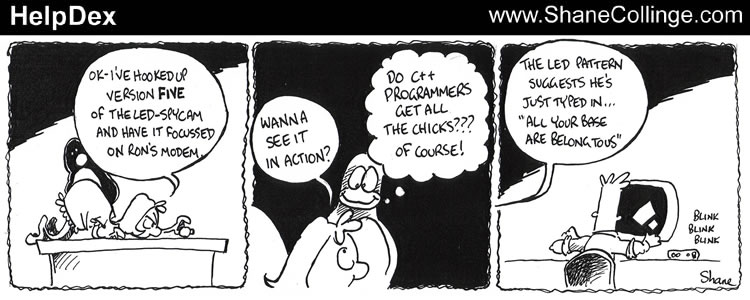 HelpDex
www.ShaneCollinge.com
OK-I'VE HOOKED UP
VERSION FIVE
OF THE LED-SPYCAM
AND HAVE IT FOCUSSED
ON RON'S MODEM.
WANNA
SEE IT
IN ACTION?
DO C++
PROGRAMMERS
GET ALL
THE CHICKS???
OF COURSE!
THE LED PATTERN
SUGGESTS HE'S
JUST TYPED IN...
"ALL YOUR BASE
ARE BELONG TO US"
BLINK
BLINK
BLINK
Shane